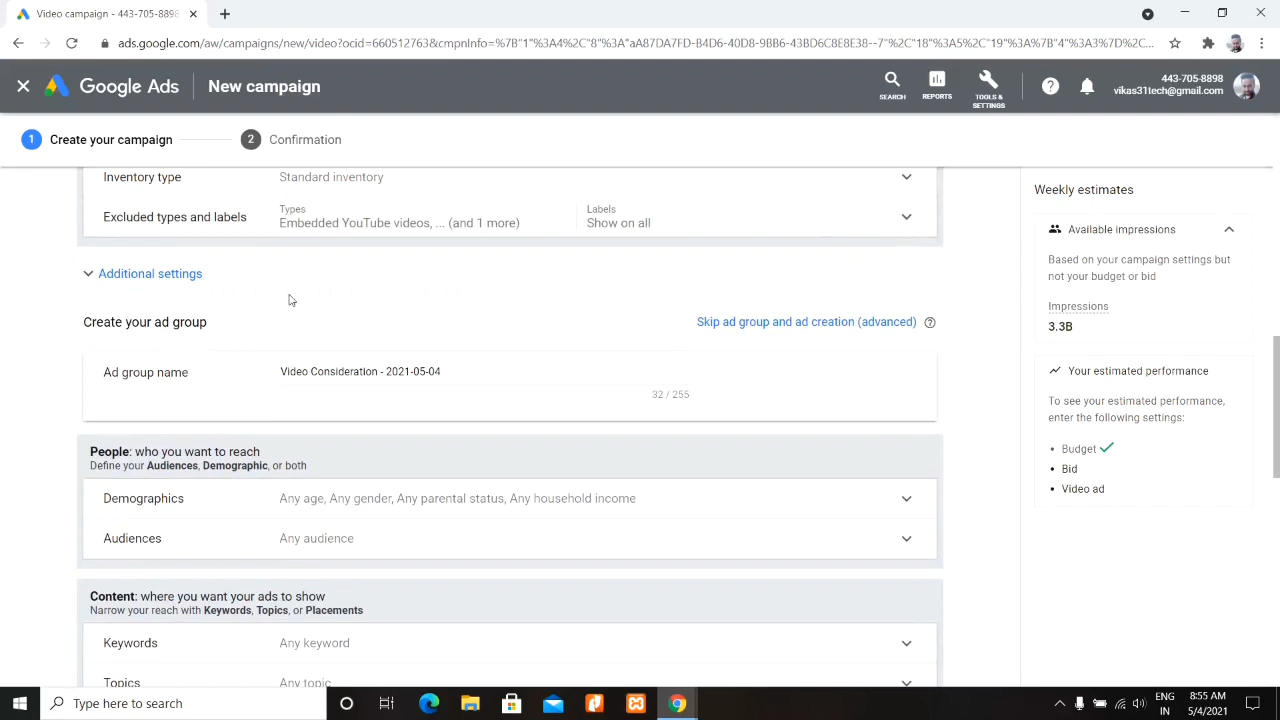 Video campaign - 443-705-8898
ads.google.com/aw/campaigns/new/video?ocid=660512763&cmpnInfo=%7B"1"%3A4%2C"8"%3A"aA87DA7FD-B4D6-40D8-9BB6-43BD6C8E8E38--7"%2C"18"%3A5%2C"19"%3A%7B"4"%3A3%7D%2C...
Google Ads
New campaign
SEARCH
REPORTS
TOOLS &
SETTINGS
443-705-8898
vikas31tech@gmail.com
1 Create your campaign
2 Confirmation
Inventory type Standard inventory
Excluded types and labels
Types
Embedded YouTube videos, ... (and 1 more)
Labels
Show on all
Additional settings
Create your ad group
Skip ad group and ad creation (advanced)
Ad group name Video Consideration - 2021-05-04
32 / 255
People: who you want to reach
Define your Audiences, Demographic, or both
Demographics Any age, Any gender, Any parental status, Any household income
Audiences Any audience
Content: where you want your ads to show
Narrow your reach with Keywords, Topics, or Placements
Keywords Any keyword
Topics Any topic
Weekly estimates
Available impressions
Based on your campaign settings but
not your budget or bid
Impressions
3.3B
Your estimated performance
To see your estimated performance,
enter the following settings:
• Budget
• Bid
• Video ad
Type here to search
ENG
IN
8:55 AM
5/4/2021